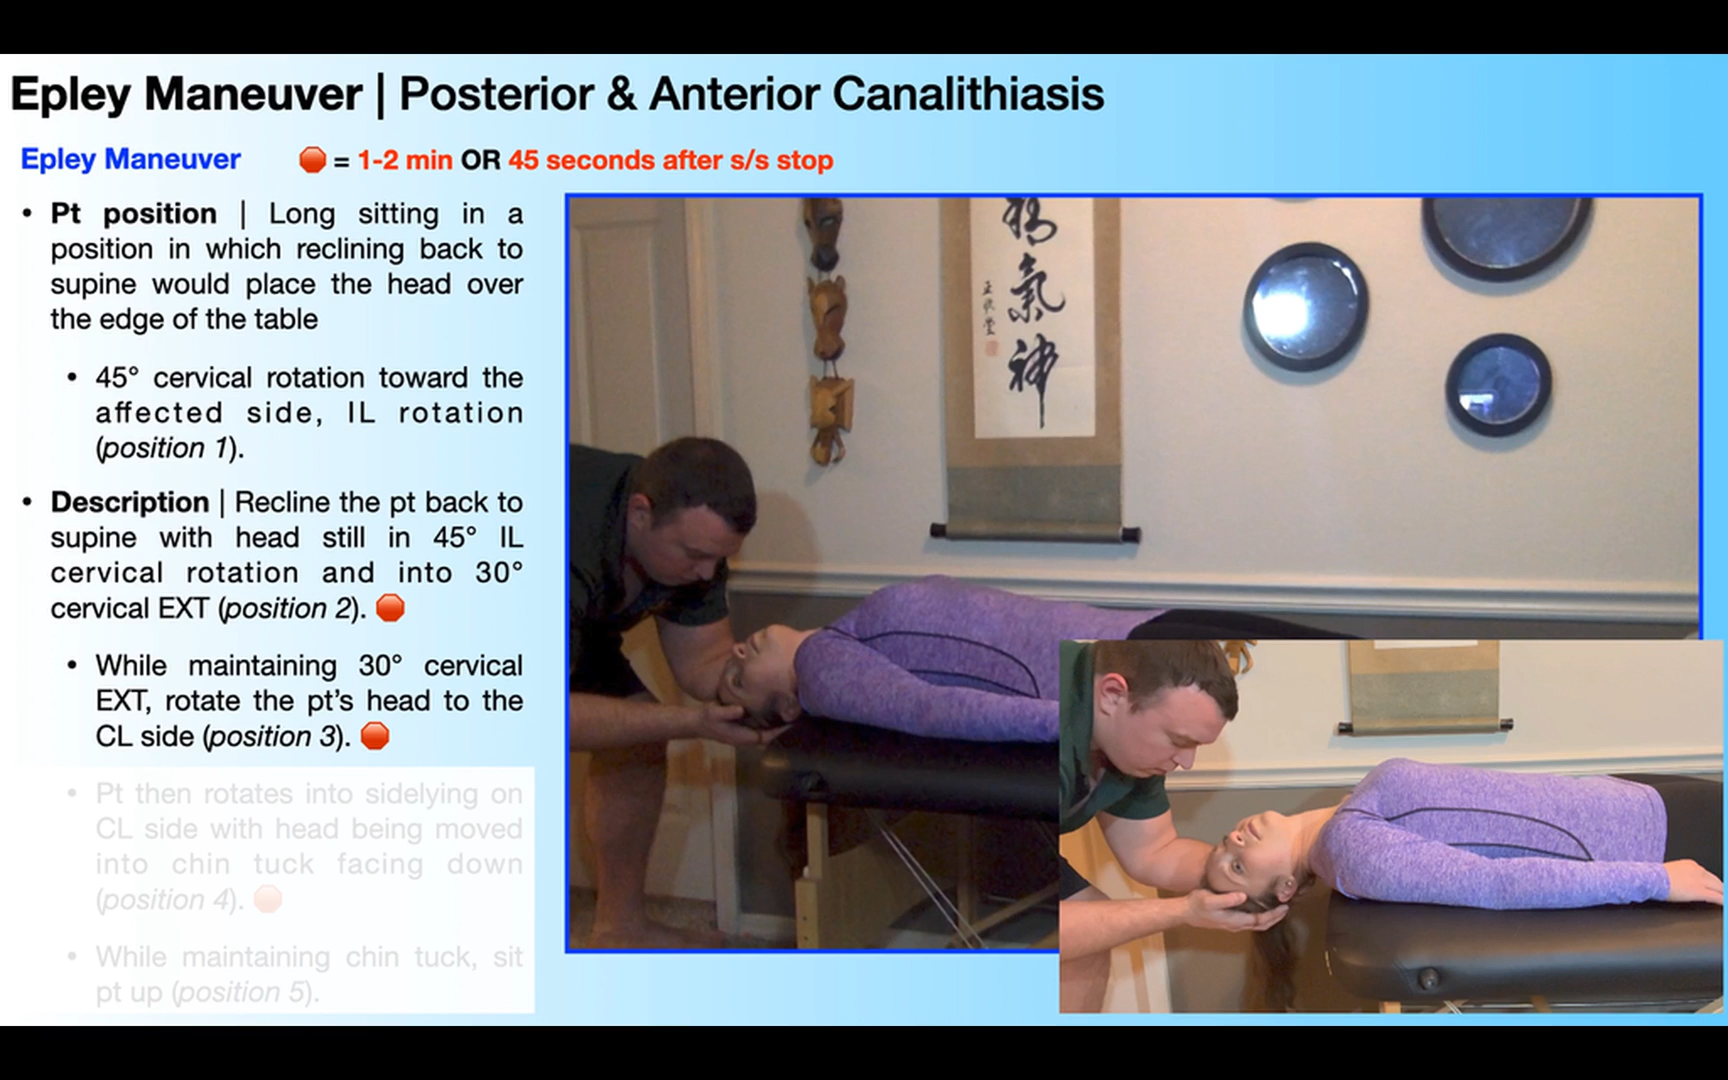 Epley Maneuver | Posterior & Anterior Canalithiasis
Epley Maneuver 🛑 = 1-2 min OR 45 seconds after s/s stop
• Pt position | Long sitting in a
position in which reclining back to
supine would place the head over
the edge of the table
• 45° cervical rotation toward the
affected side, IL rotation
(position 1).
• Description | Recline the pt back to
supine with head still in 45° IL
cervical rotation and into 30°
cervical EXT (position 2). 🛑
• While maintaining 30° cervical
EXT, rotate the pt's head to the
CL side (position 3). 🛑
• Pt then rotates into sidelying on
CL side with head being moved
into chin tuck facing down
(position 4). 🛑
• While maintaining chin tuck, sit
pt up (position 5).
氣
神